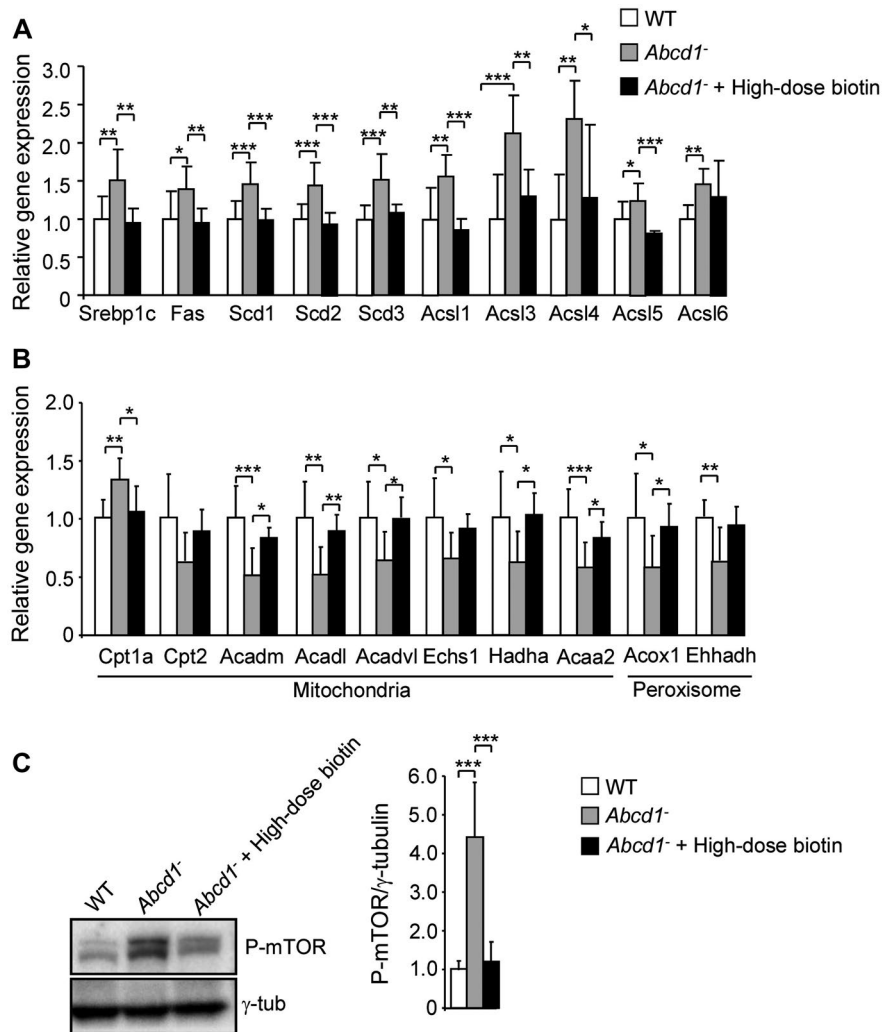 A
WT
Abcd1-
Abcd1- + High-dose biotin
Relative gene expression
3.0
2.5
2.0
1.5
1.0
0.5
0
** ** * ** *** *** *** *** *** ** ** *** *** ** ** * * *** **
Srebp1c Fas Scd1 Scd2 Scd3 Acsl1 Acsl3 Acsl4 Acsl5 Acsl6
B
Relative gene expression
2.0
1.5
1.0
0.5
0
** * *** * ** ** * * * * * *** * * * **
Cpt1a Cpt2 Acadm Acadl Acadvl Echs1 Hadha Acaa2 Acox1 Ehhadh
Mitochondria Peroxisome
C
WT Abcd1- Abcd1- + High-dose biotin
P-mTOR
γ-tub
P-mTOR/γ-tubulin
6.0
5.0
4.0
3.0
2.0
1.0
0
*** ***
WT
Abcd1-
Abcd1- + High-dose biotin